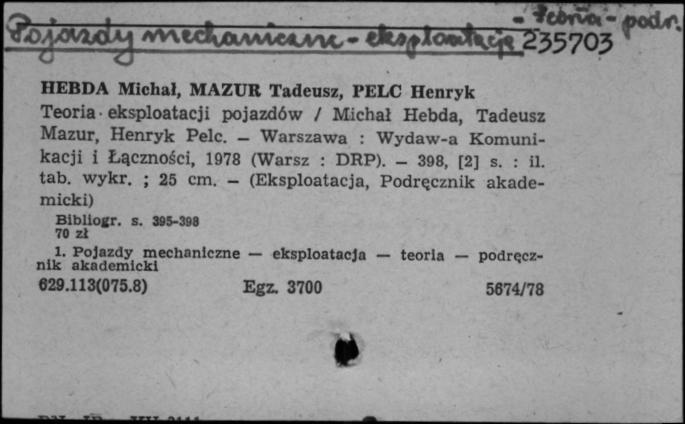 - Teoria - podr.
Pojazdy mechaniczne - eksploatacje 235703
HEBDA Michał, MAZUR Tadeusz, PELC Henryk
Teoria eksploatacji pojazdów / Michał Hebda, Tadeusz
Mazur, Henryk Pelc. — Warszawa : Wydaw-a Komuni-
kacji i Łączności, 1978 (Warsz : DRP). — 398, [2] s. : il.
tab. wykr. ; 25 cm. — (Eksploatacja, Podręcznik akade-
micki)
Bibliogr. s. 395-398
70 zł
1. Pojazdy mechaniczne — eksploatacja — teoria — podręcz-
nik akademicki
629.113(075.8) Egz. 3700 5674/78